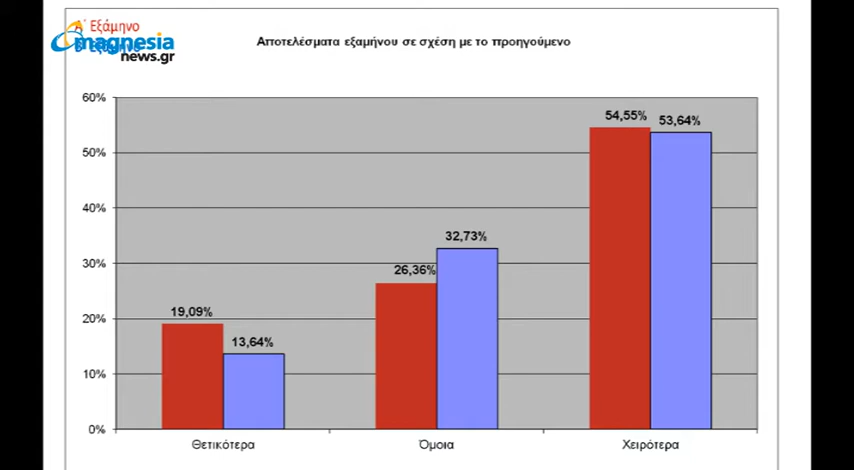 Α΄ Εξάμηνο
Β΄ Εξάμηνο
magnesia
news.gr
Αποτελέσματα εξαμήνου σε σχέση με το προηγούμενο
60%
50%
40%
30%
20%
10%
0%
19,09%
13,64%
26,36%
32,73%
54,55%
53,64%
Θετικότερα
Όμοια
Χειρότερα